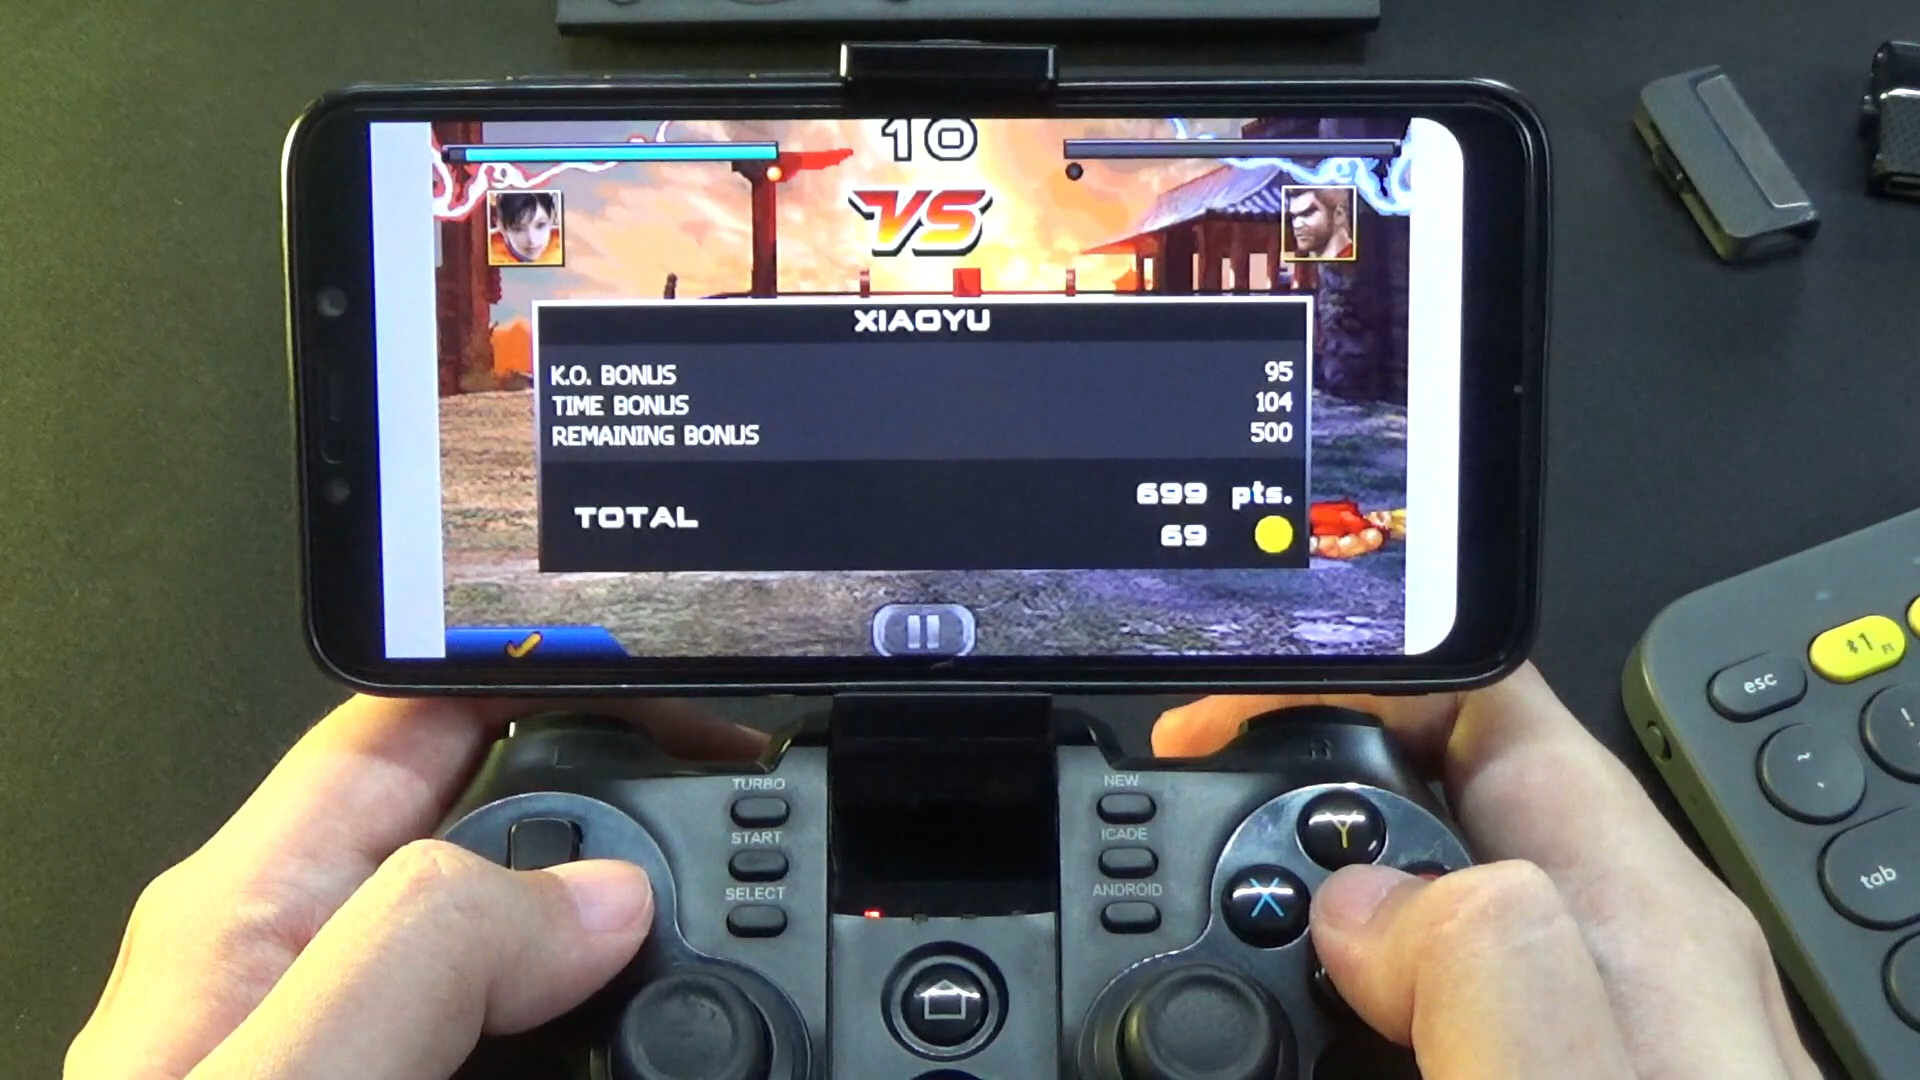 10
VS
XIAOYU
K.O. BONUS 95
TIME BONUS 104
REMAINING BONUS 500
699 pts.
TOTAL
69
*1
esc
!
~
tab
L
R
TURBO
NEW
START
ICADE
SELECT
ANDROID
Y
X